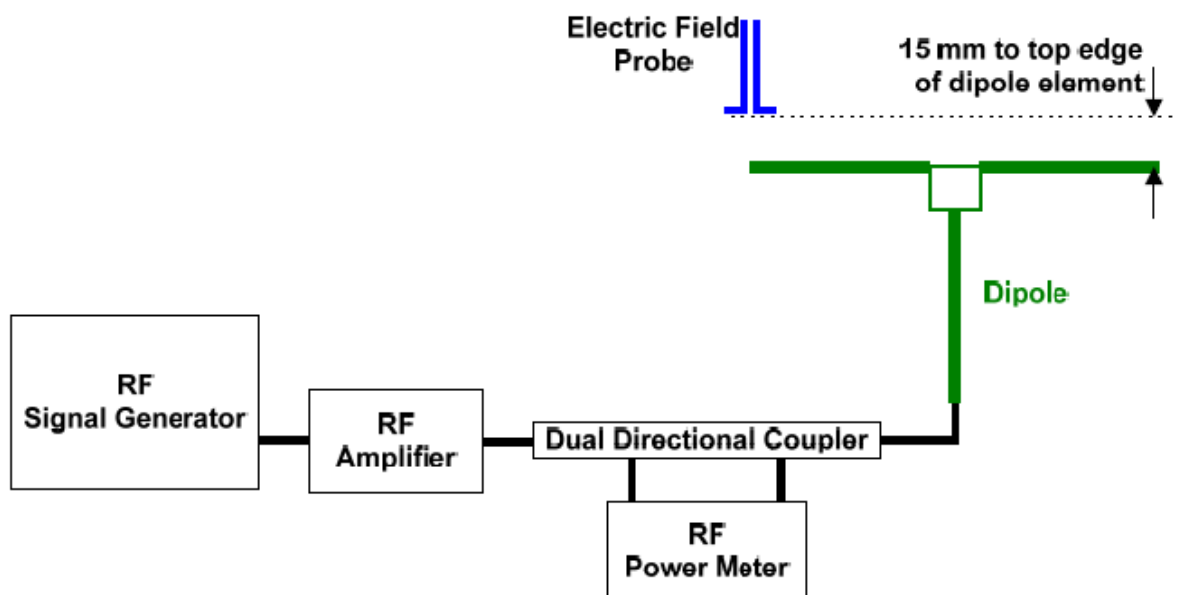 Electric Field
Probe
15 mm to top edge
of dipole element
Dipole
RF
Signal Generator
RF
Amplifier
Dual Directional Coupler
RF
Power Meter